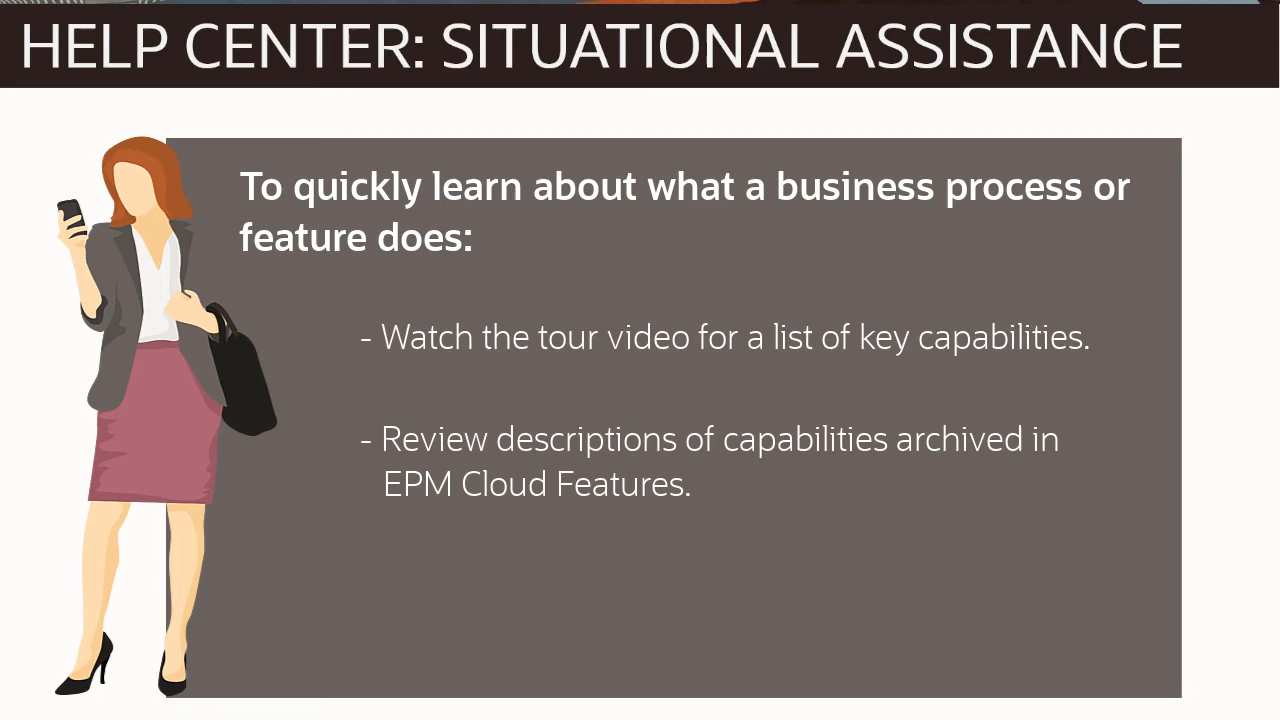 HELP CENTER: SITUATIONAL ASSISTANCE
To quickly learn about what a business process or
feature does:
- Watch the tour video for a list of key capabilities.
- Review descriptions of capabilities archived in
EPM Cloud Features.